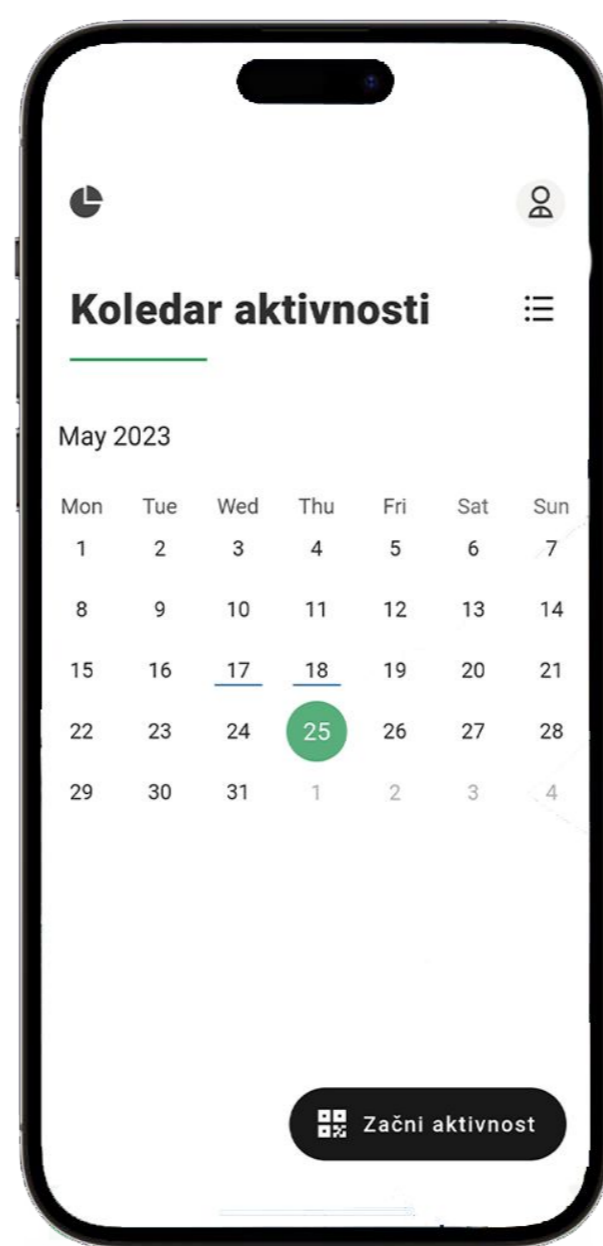 Koledar aktivnosti
May 2023
Mon Tue Wed Thu Fri Sat Sun
1 2 3 4 5 6 7
8 9 10 11 12 13 14
15 16 17 18 19 20 21
22 23 24 25 26 27 28
29 30 31 1 2 3 4
Začni aktivnost